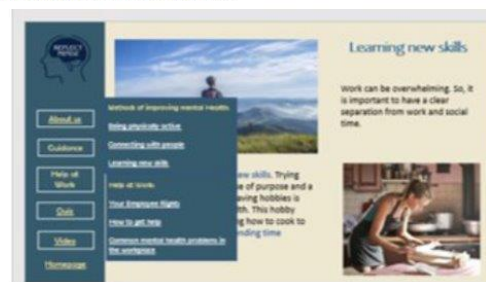 REFLECT
MENTAL
About us
Guidance
Help at
Work
Quiz
Video
Homepage
Methods of improving mental health:
Being physically active
Connecting with people
Learning new skills
Help at Work:
Your Employee Rights
How to get help
Common mental health problems in
the workplace
new skills. Trying
e of purpose and a
aving hobbies is
th. This hobby
g how to cook to
nding time
Learning new skills
Work can be overwhelming. So, it
is important to have a clear
separation from work and social
time.